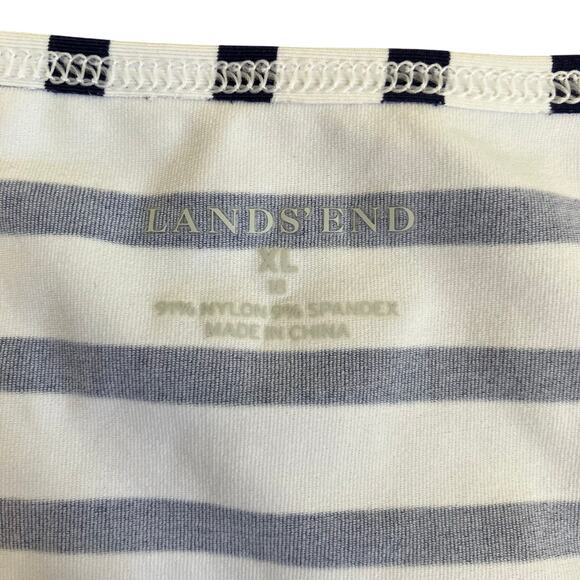 LANDS' END
XL
18
91% NYLON 9% SPANDEX
MADE IN CHINA